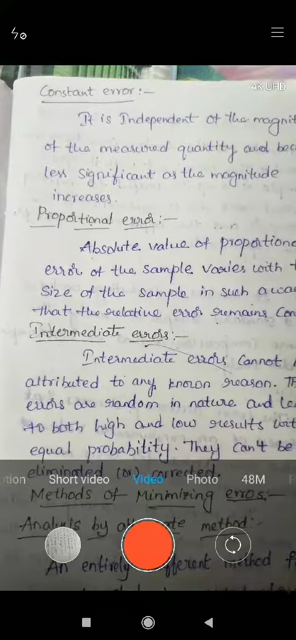 Constant error:-
4K UHD
It is Independent of the magnit
of the measured quantity and bec
less significant as the magnitude
increases.
Proportional error:-
Absolute value of proportiona
error of the sample varies with t
size of the sample in such a wa
that the relative error remains Con
Intermediate errors:-
Intermediate errors cannot
attributed to any known reason. Th
errors are random in nature and le
to both high and low results wit
equal probability. They can't be
eliminated (or) corrected.
tion Short video Video Photo 48M
Methods of Minimizing erros:-
Analysis by method:-
An entirely different method f